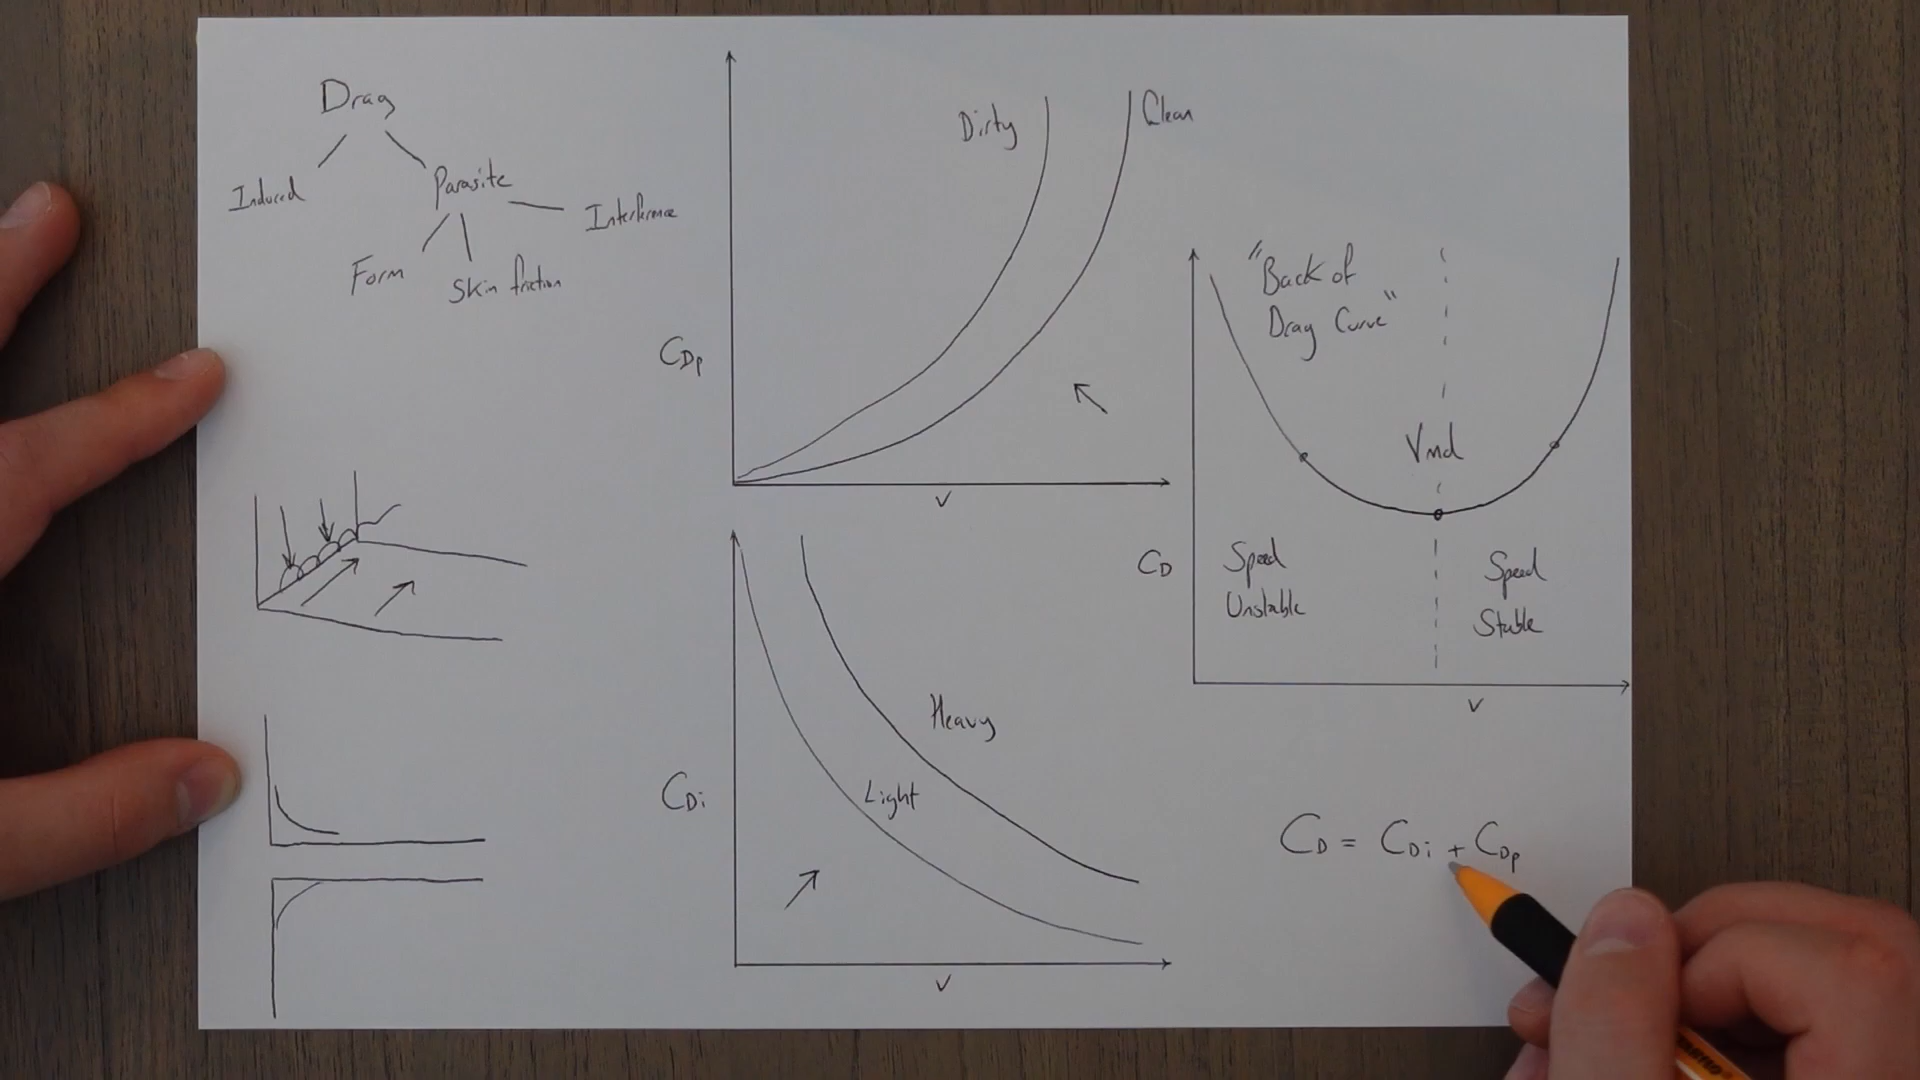 Drag
Induced
Parasite
Interference
Form
Skin friction
Dirty
Clean
CDp
V
"Back of
Drag Curve"
Vmd
CD
Speed
Unstable
Speed
Stable
V
Heavy
Light
CDi
V
CD = CDi + CDp